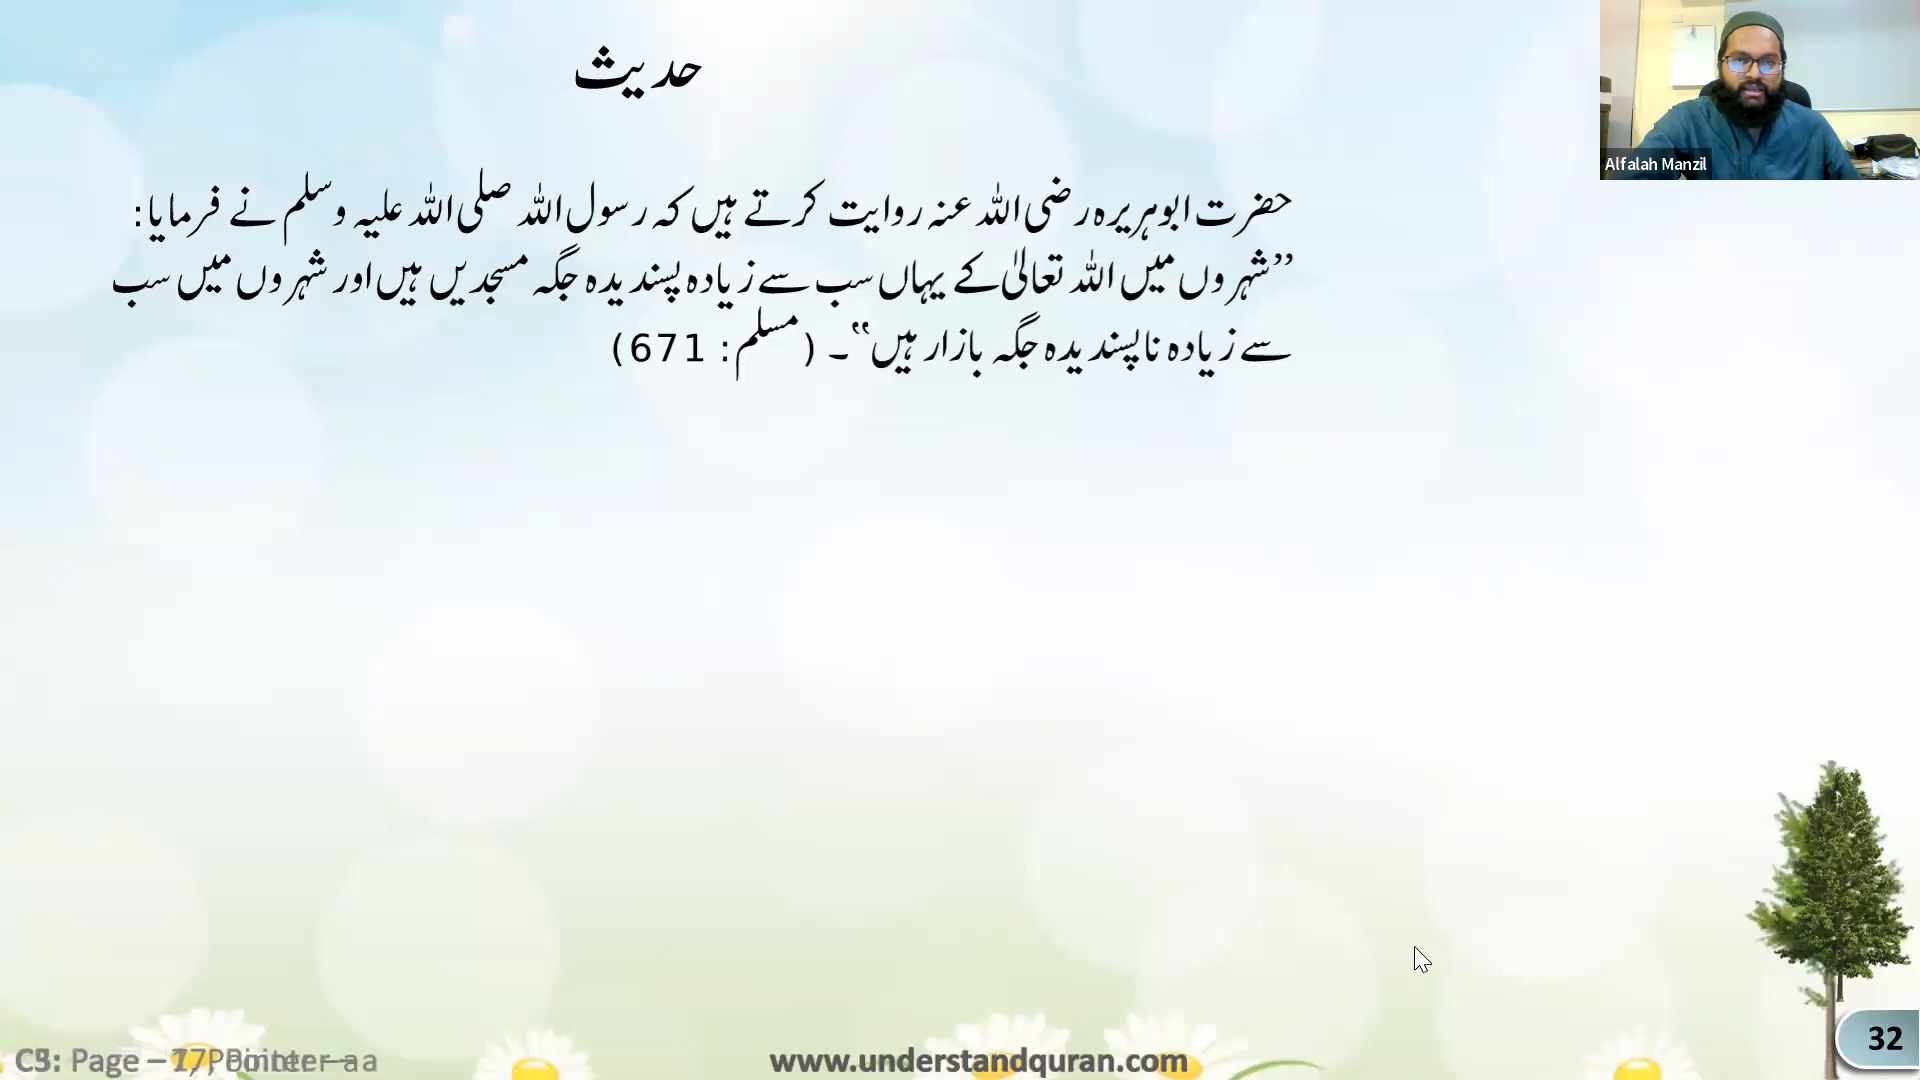 حدیث
حضرت ابوہریرہ رضی اللہ عنہ روایت کرتے ہیں کہ رسول اللہ صلی اللہ علیہ وسلم نے فرمایا:
”شہروں میں اللہ تعالیٰ کے یہاں سب سے زیادہ پسندیدہ جگہ مسجدیں ہیں اور شہروں میں سب
سے زیادہ ناپسندیدہ جگہ بازار ہیں“۔ (مسلم: 671)
Alfalah Manzil
Page –
www.understandquran.com
32